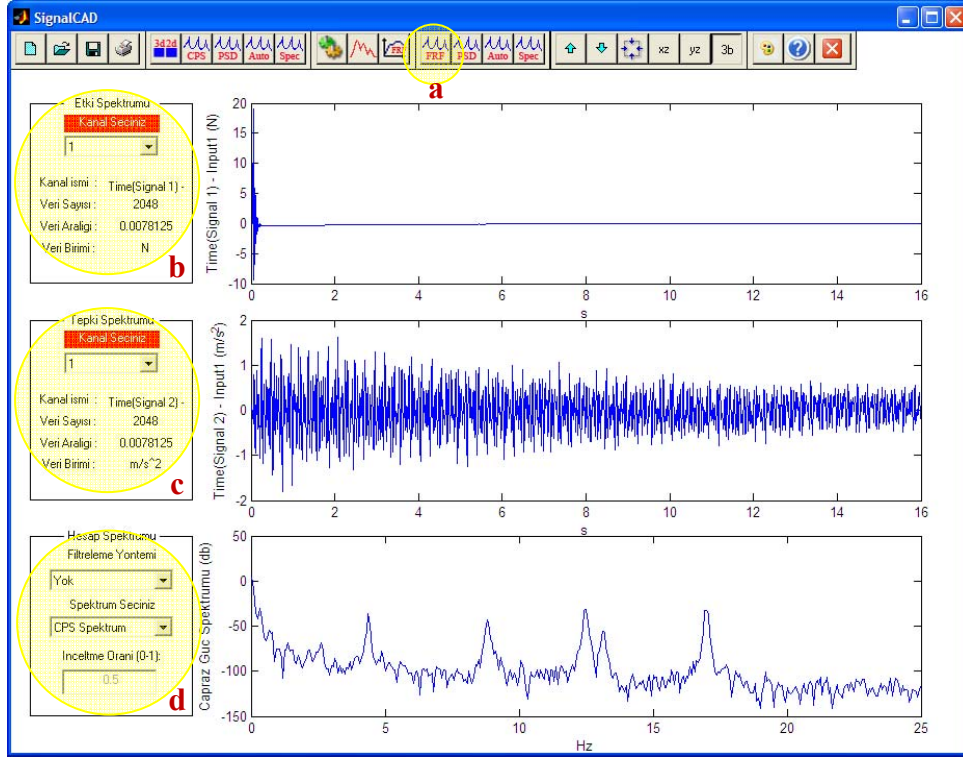 SignalCAD
3d 2d CPS PSD Auto Spec FRF FRF PSD Auto Spec xz yz 3b
a
Etki Spektrumu
Kanal Seciniz
1
Kanal ismi : Time(Signal 1) -
Veri Sayısı : 2048
Veri Araligi : 0.0078125
Veri Birimi : N
b
Time(Signal 1) - Input1 (N)
20
15
10
5
0
-5
-10
0 2 4 6 8 10 12 14 16
s
Tepki Spektrumu
Kanal Seciniz
1
Kanal ismi : Time(Signal 2) -
Veri Sayısı : 2048
Veri Araligi : 0.0078125
Veri Birimi : m/s^2
c
Time(Signal 2) - Input1 (m/s²)
2
1
0
-1
-2
0 2 4 6 8 10 12 14 16
s
Hesap Spektrumu
Filtreleme Yontemi
Yok
Spektrum Seciniz
CPS Spektrum
Inceltme Orani (0-1):
0.5
d
Capraz Guc Spektrumu (db)
50
0
-50
-100
-150
0 5 10 15 20 25
Hz